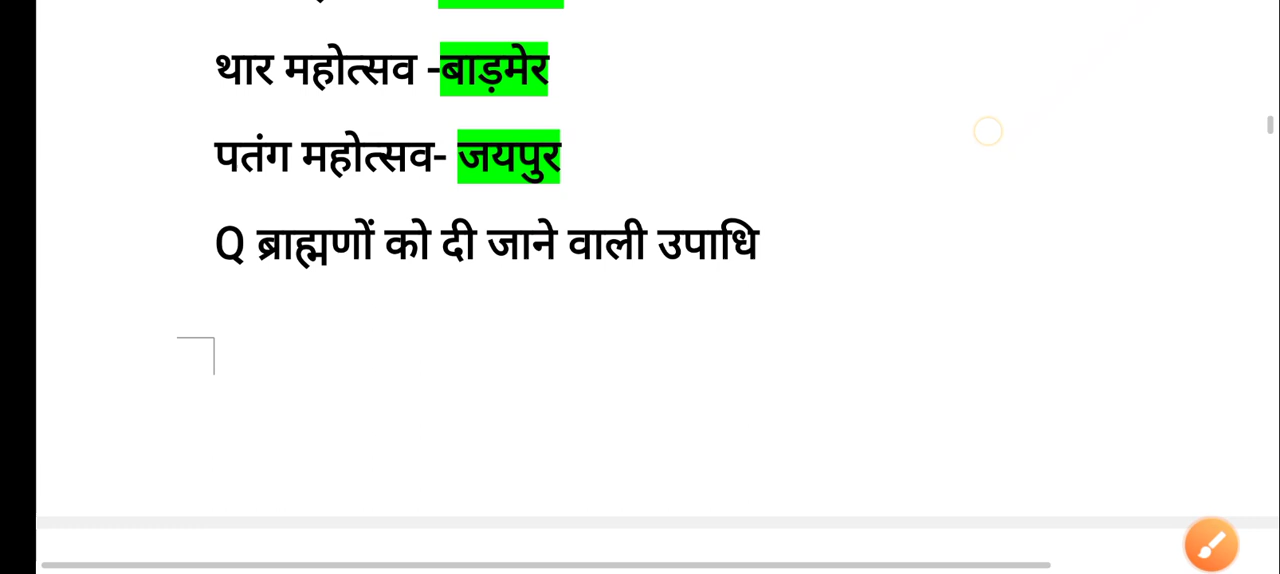 थार महोत्सव -बाड़मेर
पतंग महोत्सव- जयपुर
Q ब्राह्मणों को दी जाने वाली उपाधि